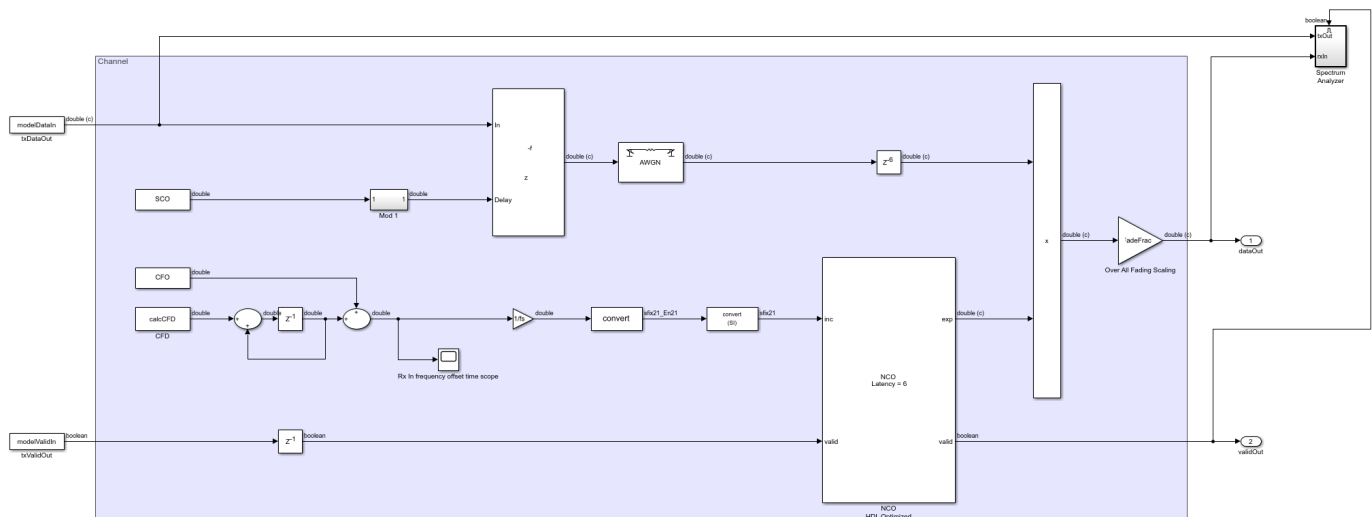 boolean
txOut
rxIn
Spectrum
Analyzer
Channel
modelDataIn
double (c)
txDataOut
In
-f
z
Delay
double (c)
AWGN
double (c)
Z-6
double (c)
SCO
double
1 1
double
Mod 1
x
double (c)
adeFrac
double (c)
Over All Fading Scaling
1
dataOut
CFO
double
calcCFD
double
CFD
+
+
double
Z-1
double
+
+
double
1/fs
double
convert
sfix21_En21
convert
(SI)
sfix21
Rx In frequency offset time scope
inc
exp
double (c)
NCO
Latency = 6
valid
valid
boolean
NCO
HDL Optimized
modelValidIn
boolean
txValidOut
Z-1
boolean
2
validOut